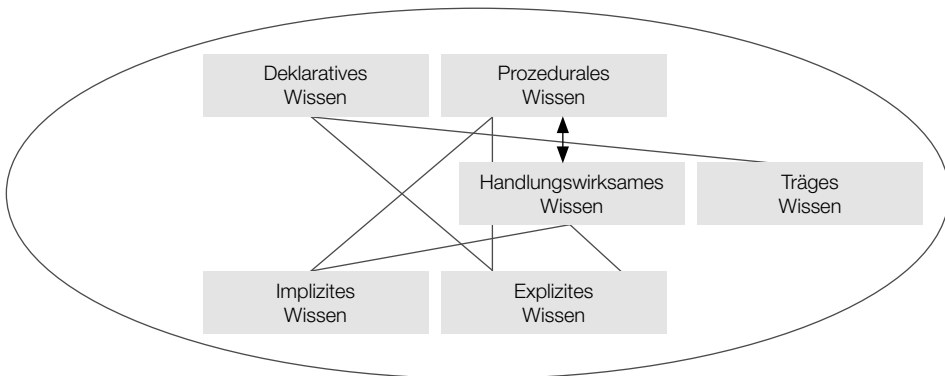 Deklaratives
Wissen
Prozedurales
Wissen
Handlungswirksames
Wissen
Träges
Wissen
Implizites
Wissen
Explizites
Wissen